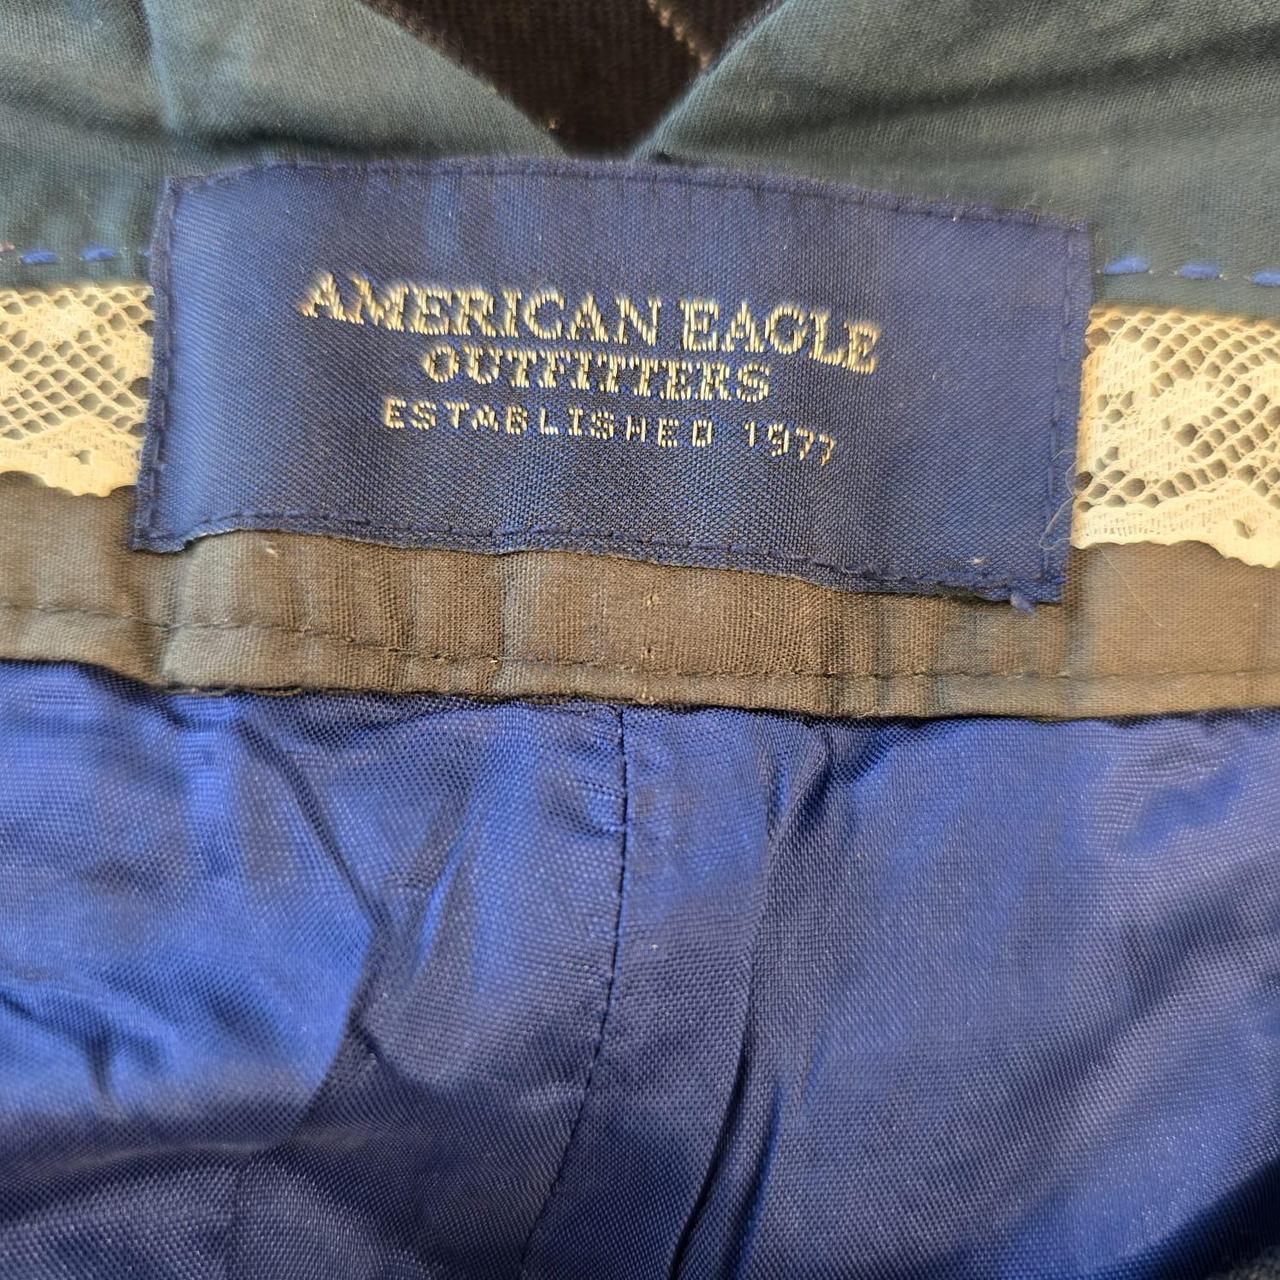 AMERICAN EAGLE
OUTFITTERS
ESTABLISHED 1977